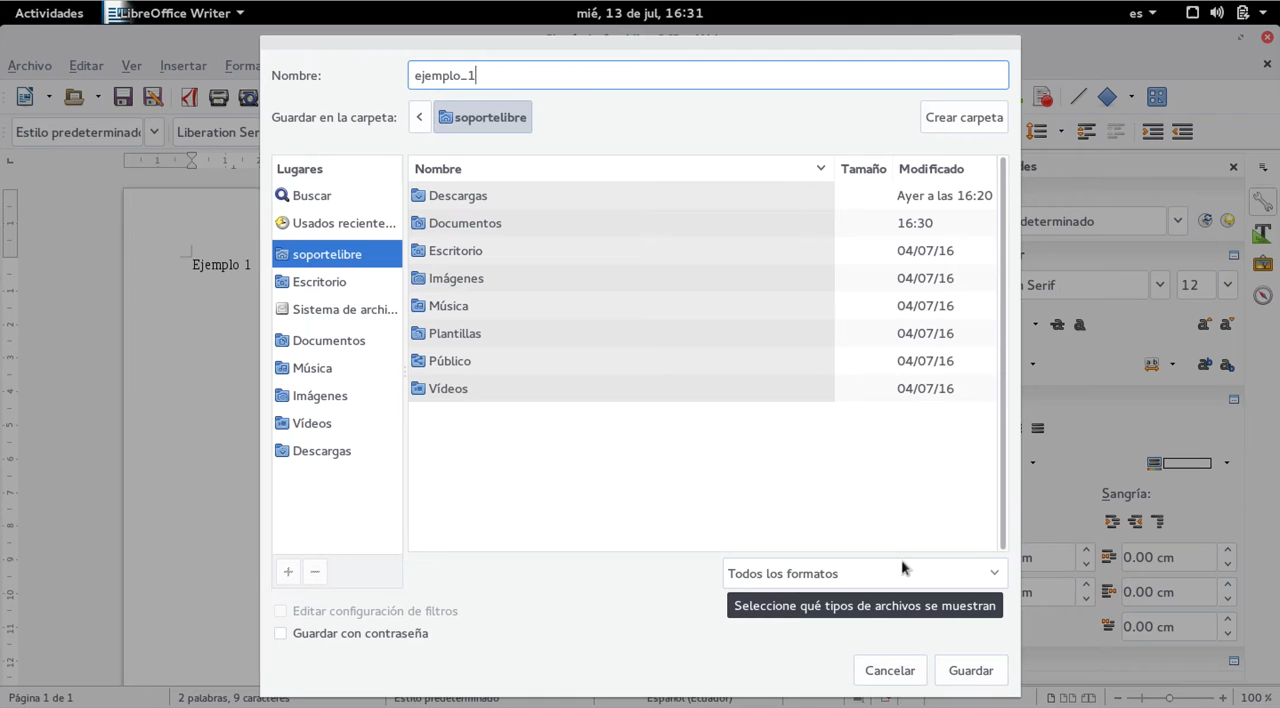 Actividades LibreOffice Writer mié, 13 de jul, 16:31 es
Archivo Editar Ver Insertar Forma
Nombre: ejemplo_1
Guardar en la carpeta: soportelibre Crear carpeta
Estilo predeterminado Liberation Ser
Lugares Nombre Tamaño Modificado
Buscar Descargas Ayer a las 16:20
Usados reciente... Documentos 16:30
soportelibre Escritorio 04/07/16
Escritorio Imágenes 04/07/16
Sistema de archi... Música 04/07/16
Documentos Plantillas 04/07/16
Música Público 04/07/16
Imágenes Vídeos 04/07/16
Vídeos
Descargas
Ejemplo 1
des
determinado
er
n Serif 12
Sangría:
m 0.00 cm
m 0.00 cm
0.00 cm
Todos los formatos
Seleccione qué tipos de archivos se muestran
Editar configuración de filtros
Guardar con contraseña
Cancelar Guardar
Página 1 de 1 2 palabras, 9 caracteres Estilo predeterminado Español (Ecuador) 100 %